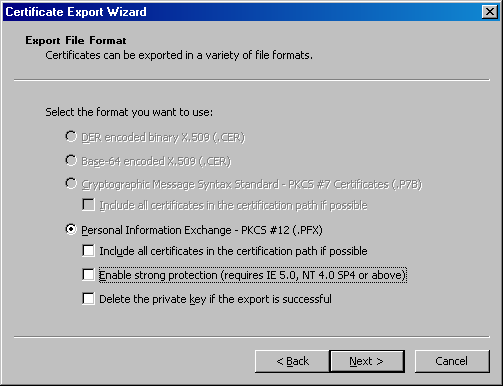 Certificate Export Wizard
Export File Format
Certificates can be exported in a variety of file formats.
Select the format you want to use:
DER encoded binary X.509 (.CER)
Base-64 encoded X.509 (.CER)
Cryptographic Message Syntax Standard - PKCS #7 Certificates (.P7B)
Include all certificates in the certification path if possible
Personal Information Exchange - PKCS #12 (.PFX)
Include all certificates in the certification path if possible
Enable strong protection (requires IE 5.0, NT 4.0 SP4 or above)
Delete the private key if the export is successful
< Back Next > Cancel